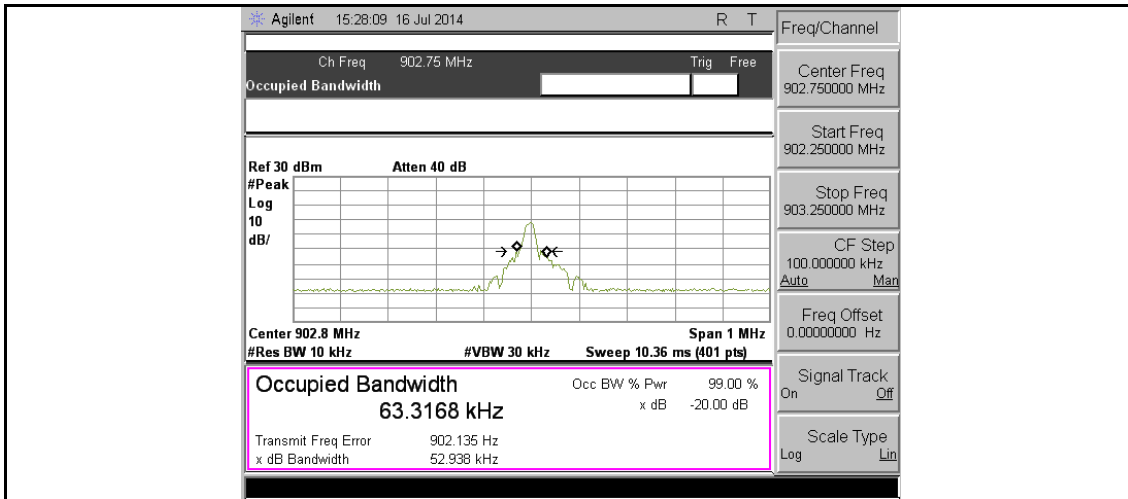 Agilent 15:28:09 16 Jul 2014 R T
Freq/Channel
Ch Freq 902.75 MHz Trig Free
Occupied Bandwidth
Center Freq
902.750000 MHz
Start Freq
902.250000 MHz
Stop Freq
903.250000 MHz
CF Step
100.000000 kHz
Auto Man
Freq Offset
0.00000000 Hz
Signal Track
On Off
Scale Type
Log Lin
Ref 30 dBm Atten 40 dB
#Peak
Log
10
dB/
Center 902.8 MHz Span 1 MHz
#Res BW 10 kHz #VBW 30 kHz Sweep 10.36 ms (401 pts)
Occupied Bandwidth
63.3168 kHz
Occ BW % Pwr 99.00 %
x dB -20.00 dB
Transmit Freq Error 902.135 Hz
x dB Bandwidth 52.938 kHz